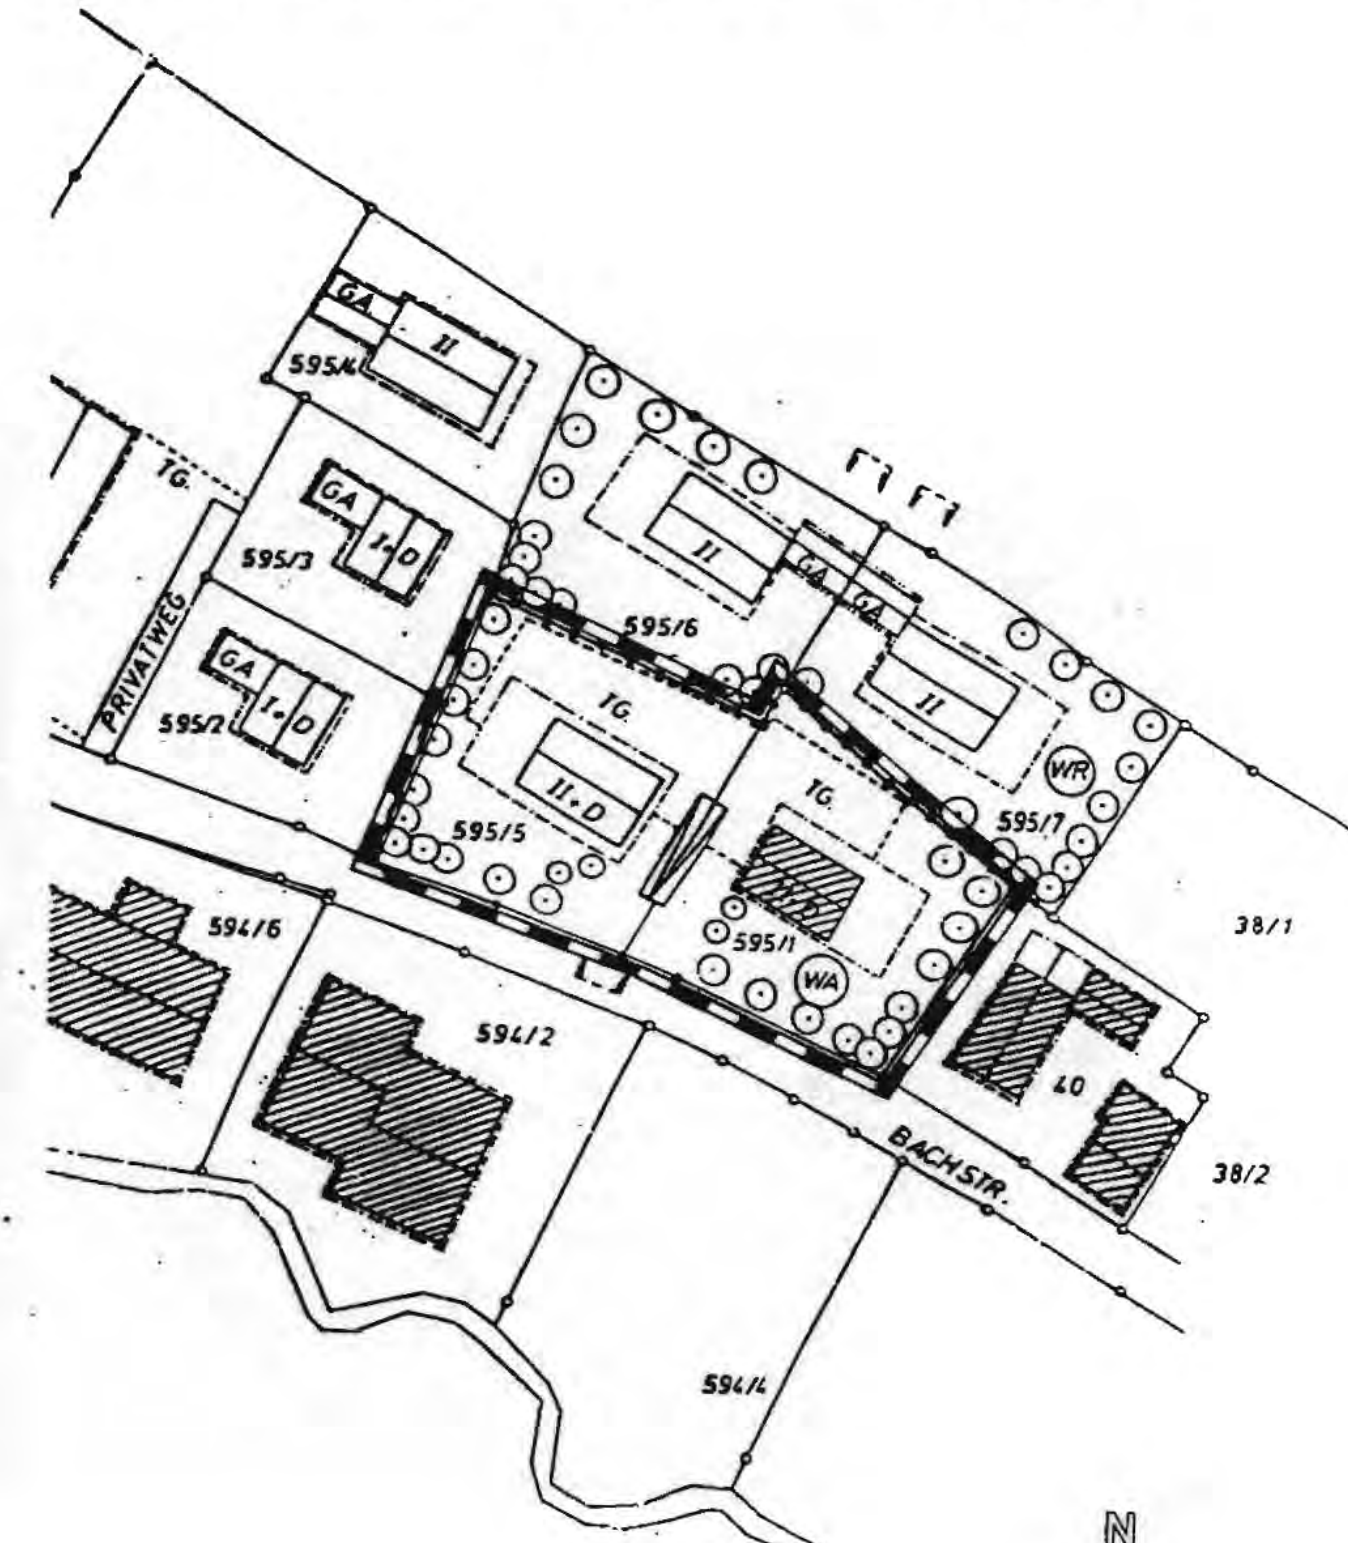 GA
II
595/4
TG.
GA
I+D
595/3
II
GA
GA
595/6
PRIVATWEG
GA
I+D
595/2
TG.
II
WR
II+D
TG.
595/5
595/7
595/1
WA
594/6
38/1
594/2
40
BACHSTR.
38/2
594/4
N